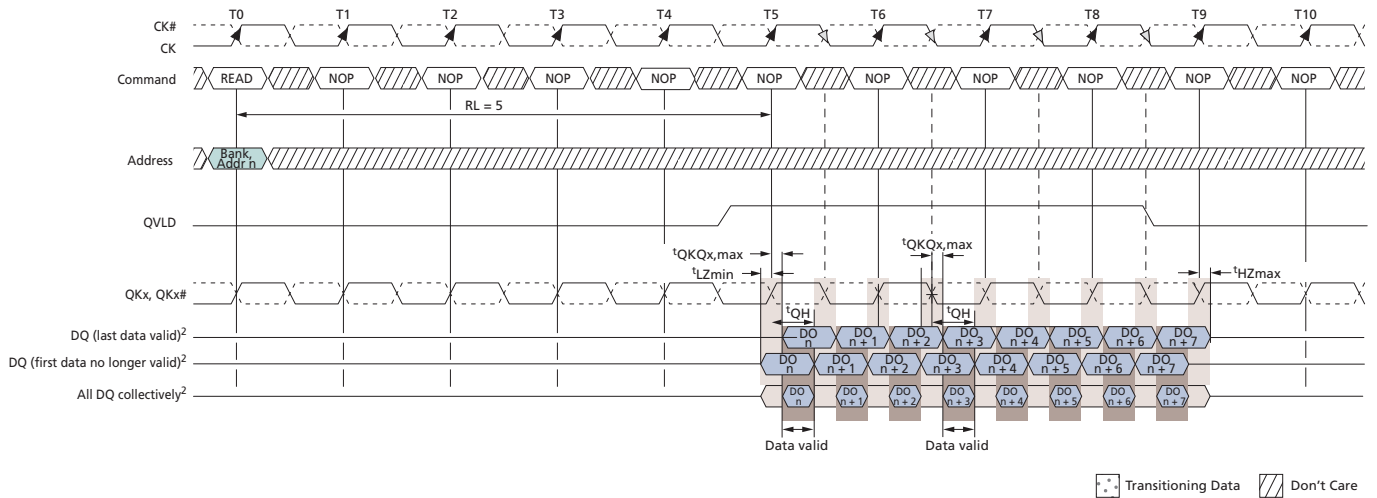 T0 T1 T2 T3 T4 T5 T6 T7 T8 T9 T10
CK#
CK
Command READ NOP NOP NOP NOP NOP NOP NOP NOP NOP NOP
RL = 5
Address Bank, Addr n
QVLD
tQKQx,max tQKQx,max
tLZmin tHZmax
QKx, QKx#
tQH tQH
DQ (last data valid)2 DO n DO n + 1 DO n + 2 DO n + 3 DO n + 4 DO n + 5 DO n + 6 DO n + 7
DQ (first data no longer valid)2 DO n DO n + 1 DO n + 2 DO n + 3 DO n + 4 DO n + 5 DO n + 6 DO n + 7
All DQ collectively2 DO n DO n + 1 DO n + 2 DO n + 3 DO n + 4 DO n + 5 DO n + 6 DO n + 7
Data valid Data valid
Transitioning Data Don't Care